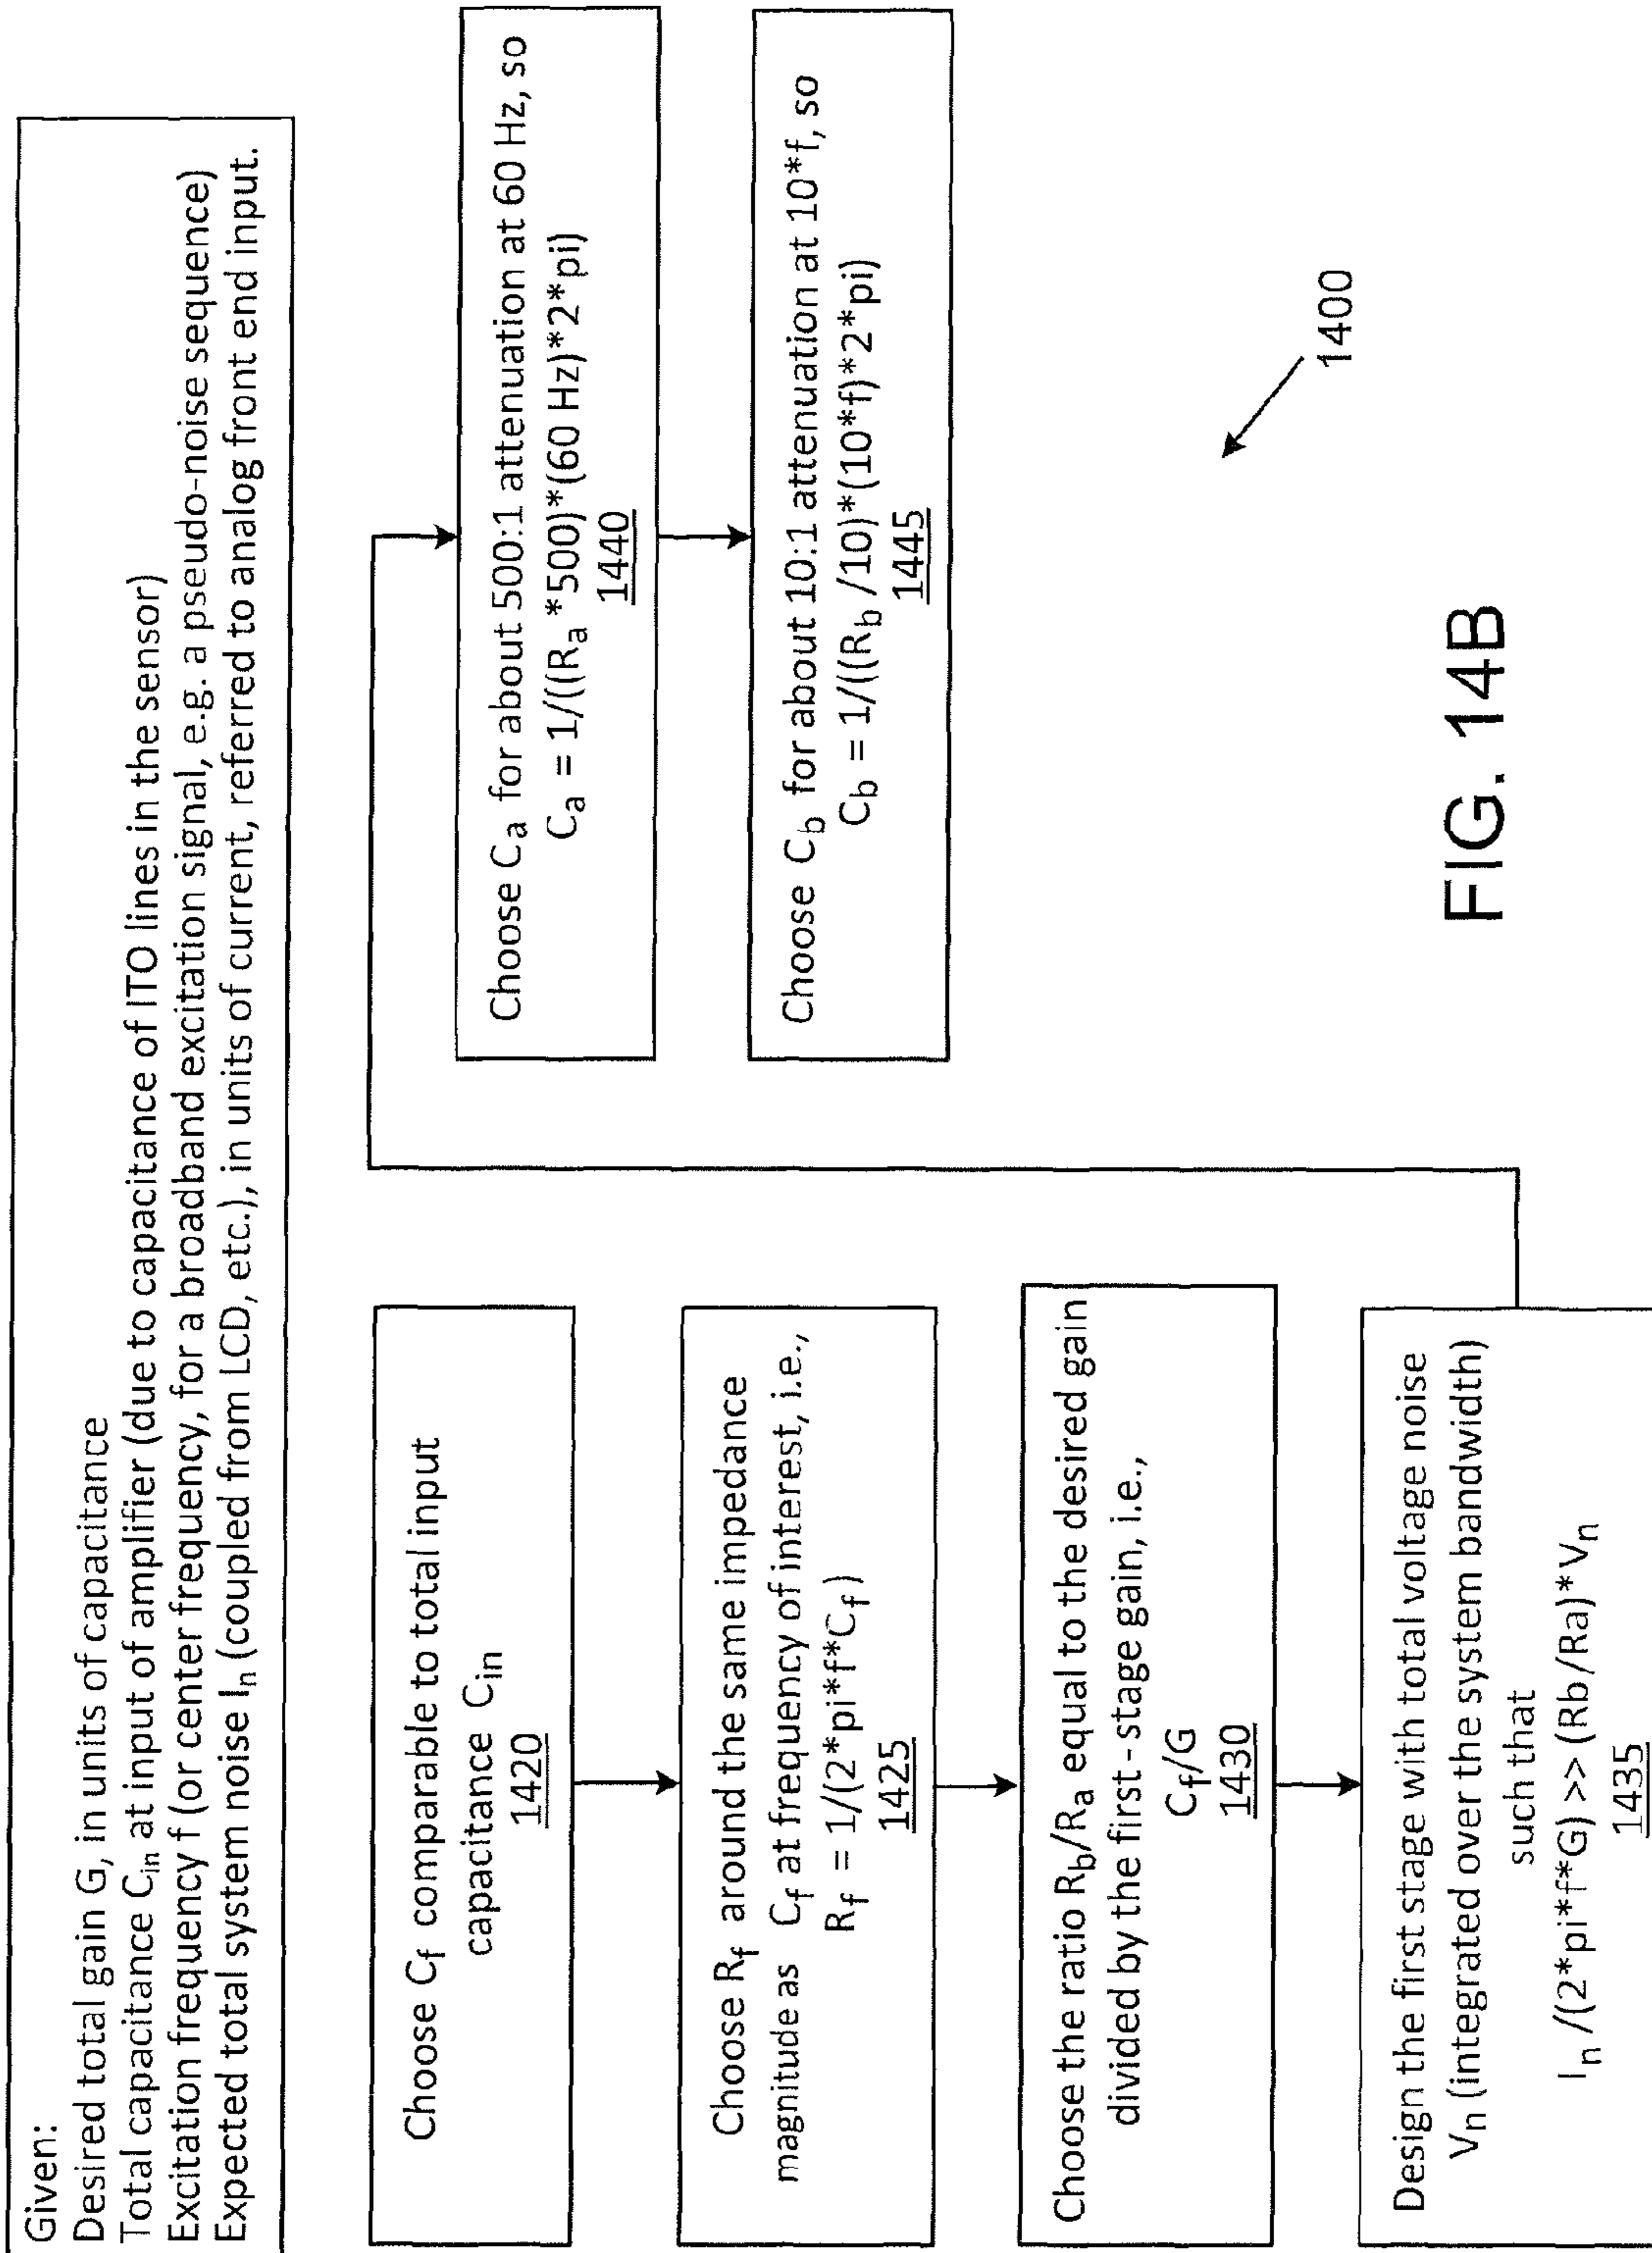 Given:
Desired total gain G, in units of capacitance
Total capacitance Cin at input of amplifier (due to capacitance of ITO lines in the sensor)
Excitation frequency f (or center frequency, for a broadband excitation signal, e.g. a pseudo-noise sequence)
Expected total system noise In (coupled from LCD, etc.), in units of current, referred to analog front end input.
Choose Cf comparable to total input
capacitance Cin
1420
Choose Rf around the same impedance
magnitude as Cf at frequency of interest, i.e.,
Rf = 1/(2*pi*f*Cf)
1425
Choose the ratio Rb/Ra equal to the desired gain
divided by the first-stage gain, i.e.,
Cf/G
1430
Design the first stage with total voltage noise
Vn (integrated over the system bandwidth)
such that
In/(2*pi*f*G) >> (Rb/Ra)*Vn
1435
Choose Ca for about 500:1 attenuation at 60 Hz, so
Ca = 1/((Ra*500)*(60 Hz)*2*pi)
1440
Choose Cb for about 10:1 attenuation at 10*f, so
Cb = 1/((Rb/10)*(10*f)*2*pi)
1445
1400
FIG. 14B